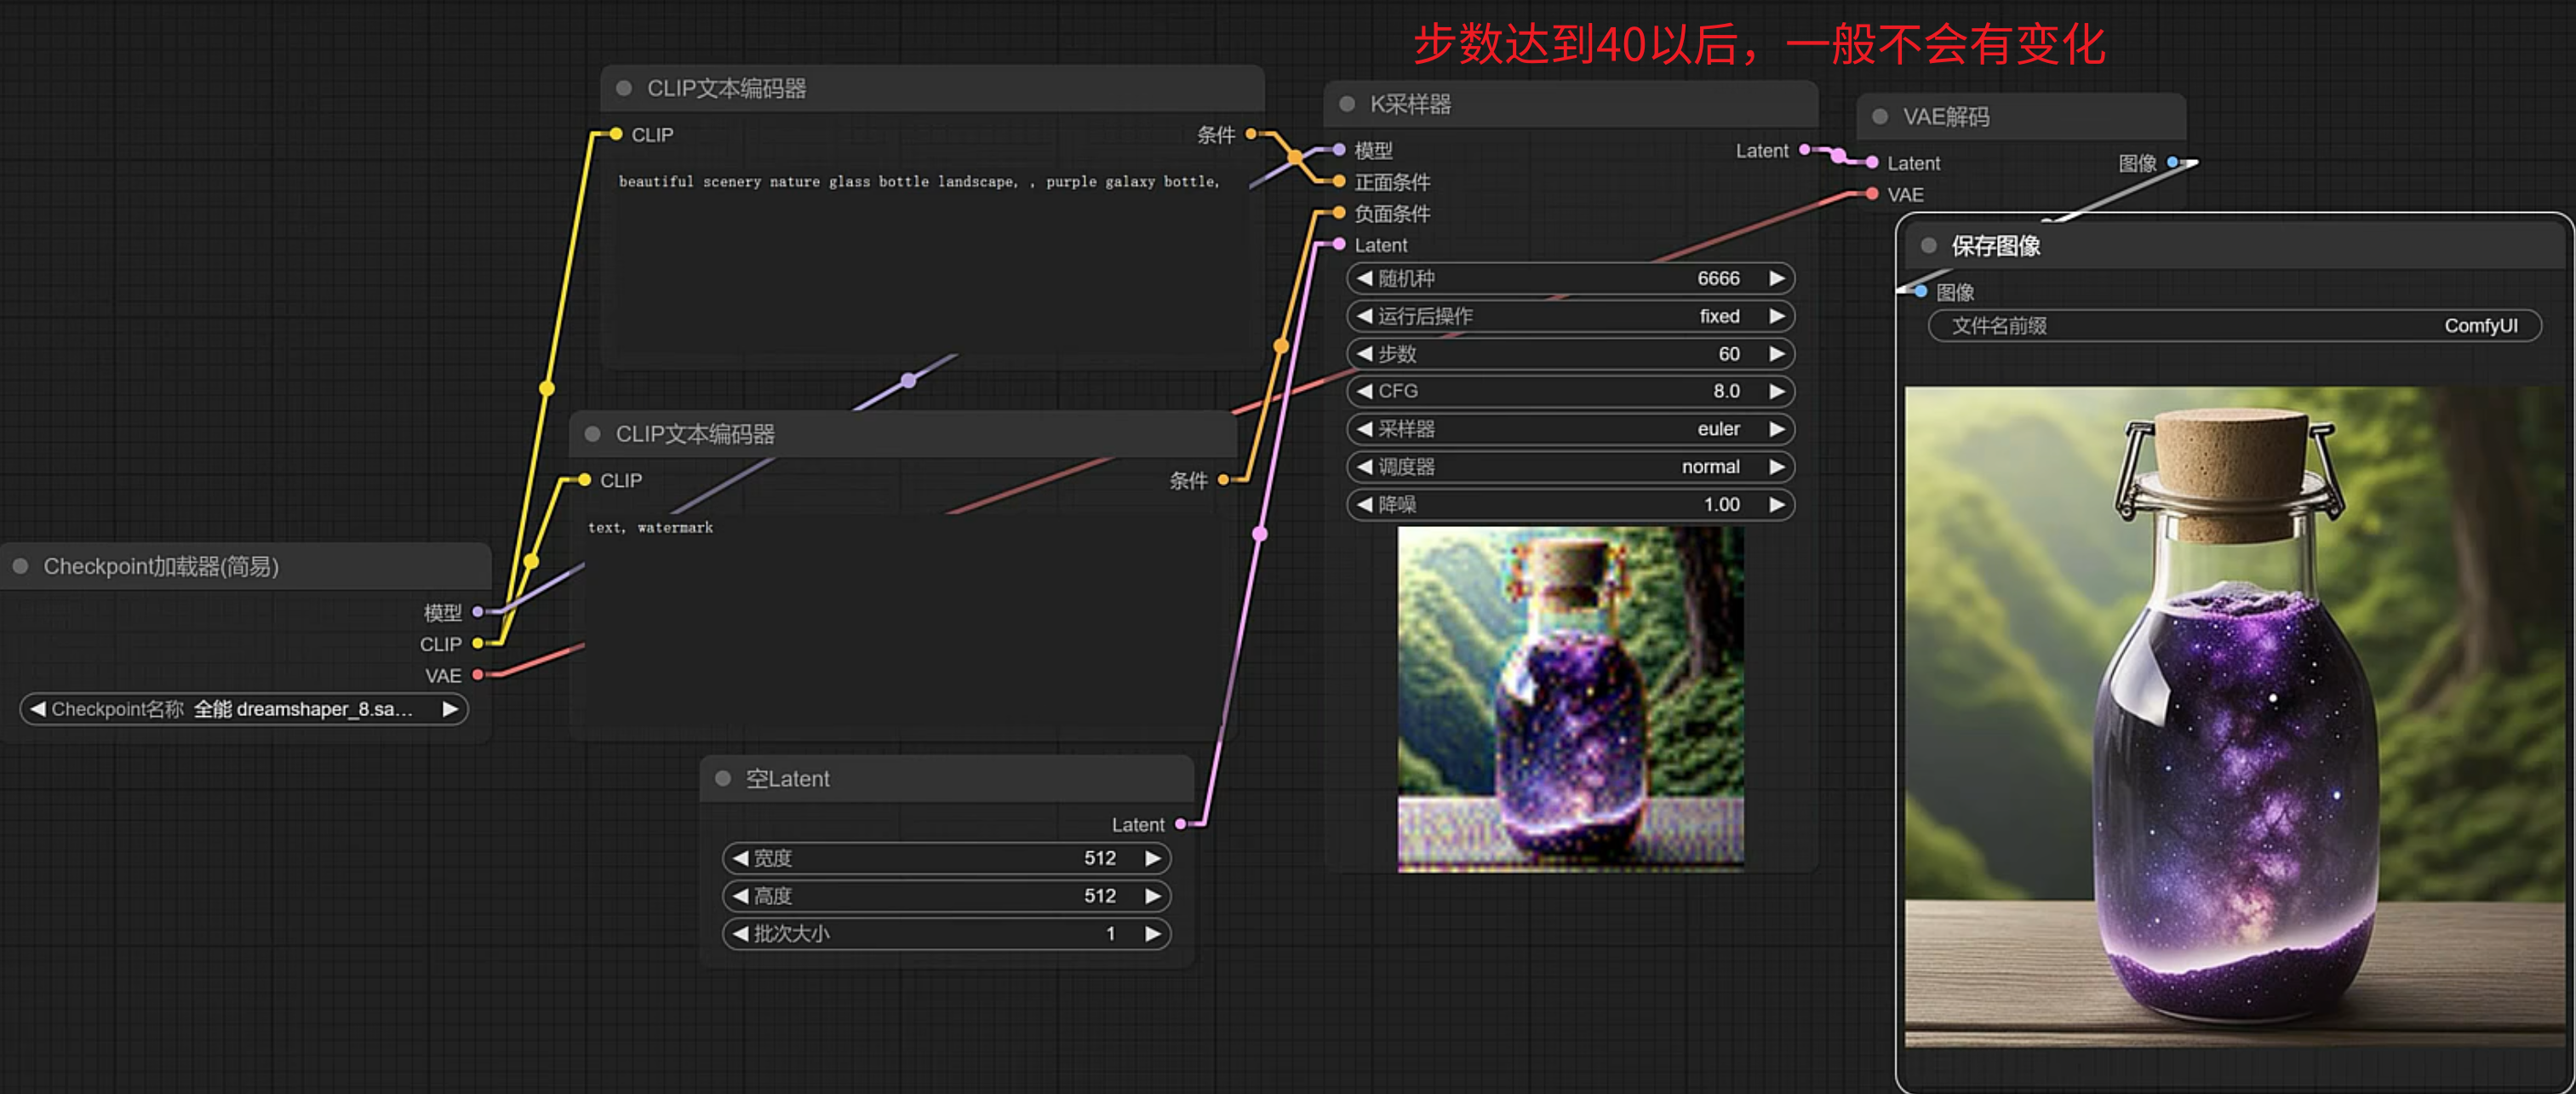 步数达到40以后，一般不会有变化
CLIP文本编码器
CLIP
条件
beautiful scenery nature glass bottle landscape, , purple galaxy bottle,
CLIP文本编码器
CLIP
条件
text, watermark
Checkpoint加载器(简易)
模型
CLIP
VAE
Checkpoint名称 全能 dreamshaper_8.sa...
空Latent
Latent
宽度 512
高度 512
批次大小 1
K采样器
模型
Latent
正面条件
负面条件
Latent
随机种 6666
运行后操作 fixed
步数 60
CFG 8.0
采样器 euler
调度器 normal
降噪 1.00
VAE解码
Latent
图像
VAE
保存图像
图像
文件名前缀 ComfyUI